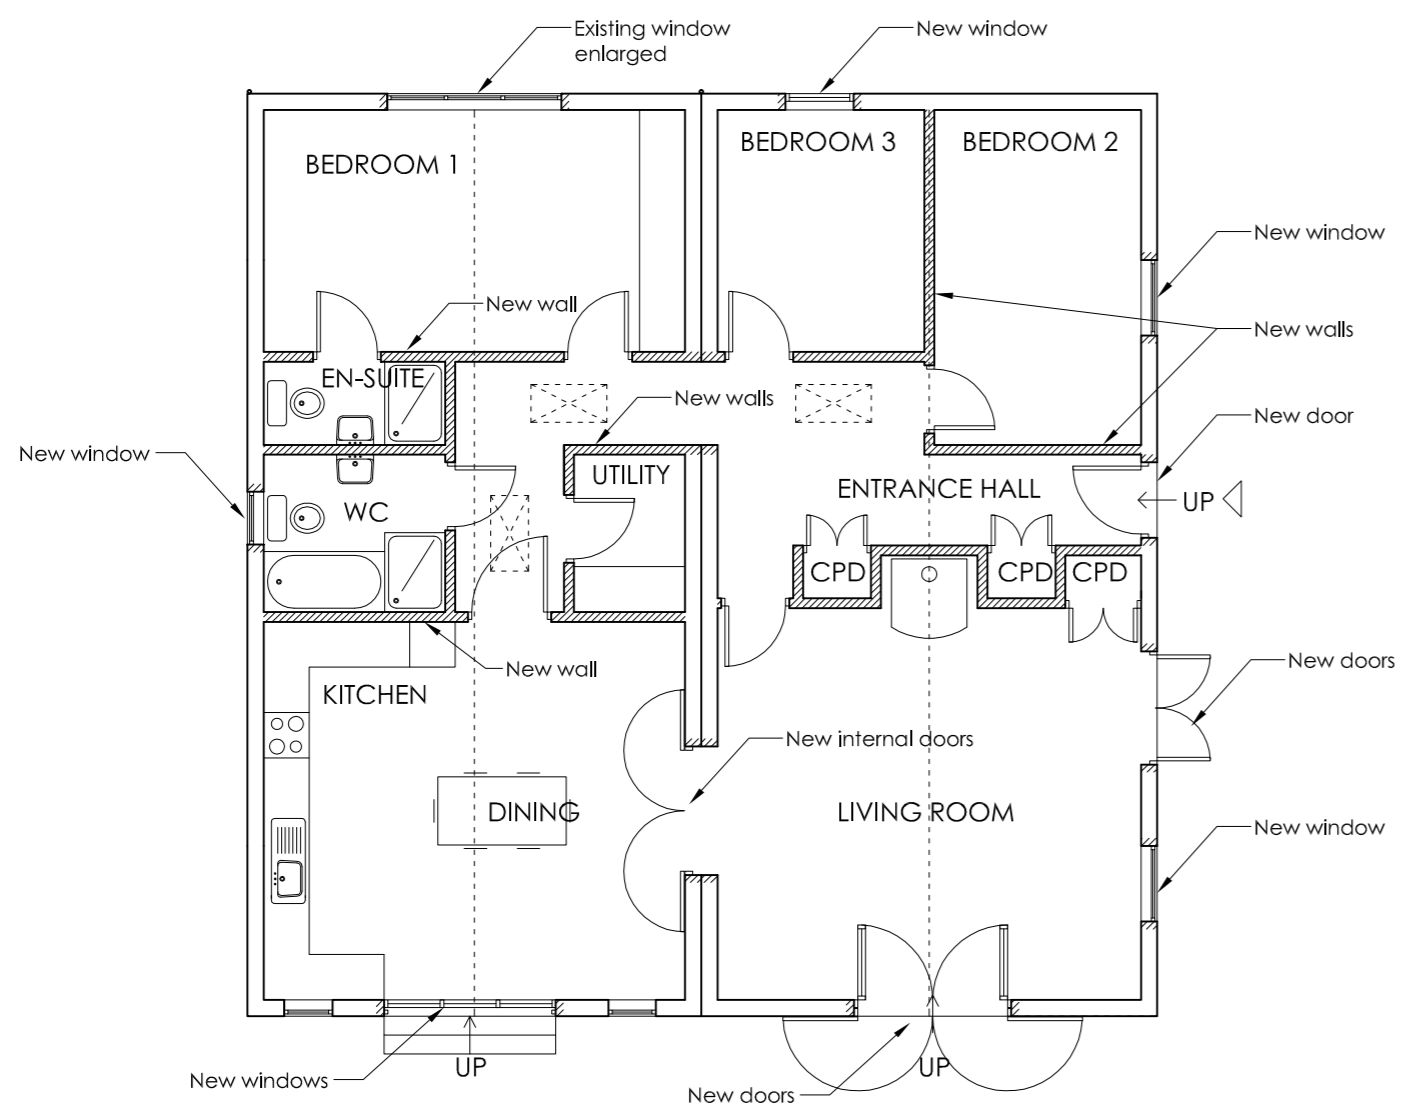 Existing window
enlarged
New window
BEDROOM 1
BEDROOM 3
BEDROOM 2
New window
New wall
New walls
EN-SUITE
New walls
New door
New window
UTILITY
WC
ENTRANCE HALL
UP
CPD
CPD
CPD
New wall
New doors
KITCHEN
New internal doors
DINING
LIVING ROOM
New window
UP
UP
New windows
New doors